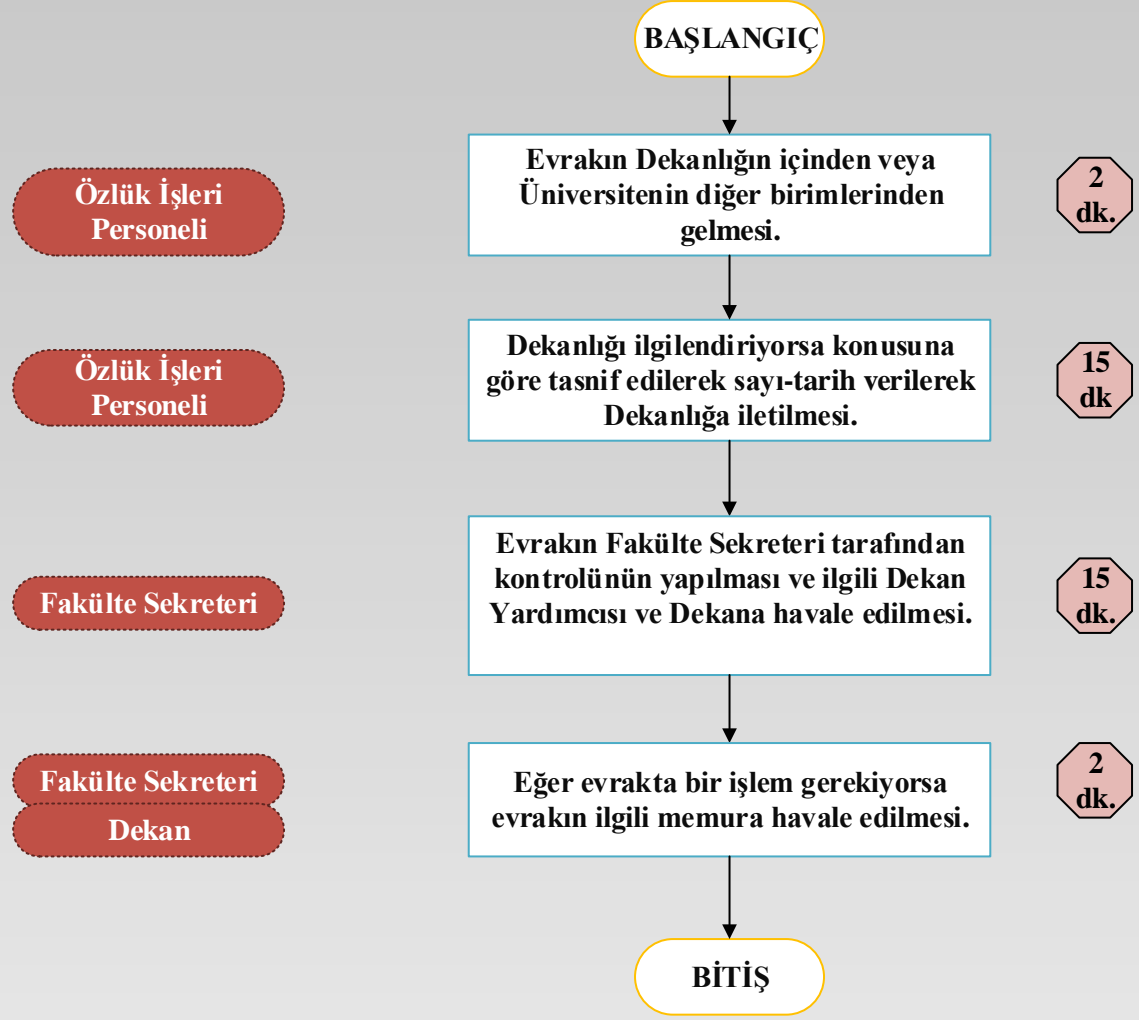 BAŞLANGIÇ
Özlük İşleri
Personeli
Evrakın Dekanlığın içinden veya
Üniversitenin diğer birimlerinden
gelmesi.
2
dk.
Özlük İşleri
Personeli
Dekanlığı ilgilendiriyorsa konusuna
göre tasnif edilerek sayı-tarih verilerek
Dekanlığa iletilmesi.
15
dk
Fakülte Sekreteri
Evrakın Fakülte Sekreteri tarafından
kontrolünün yapılması ve ilgili Dekan
Yardımcısı ve Dekana havale edilmesi.
15
dk.
Fakülte Sekreteri
Dekan
Eğer evrakta bir işlem gerekiyorsa
evrakın ilgili memura havale edilmesi.
2
dk.
BİTİŞ